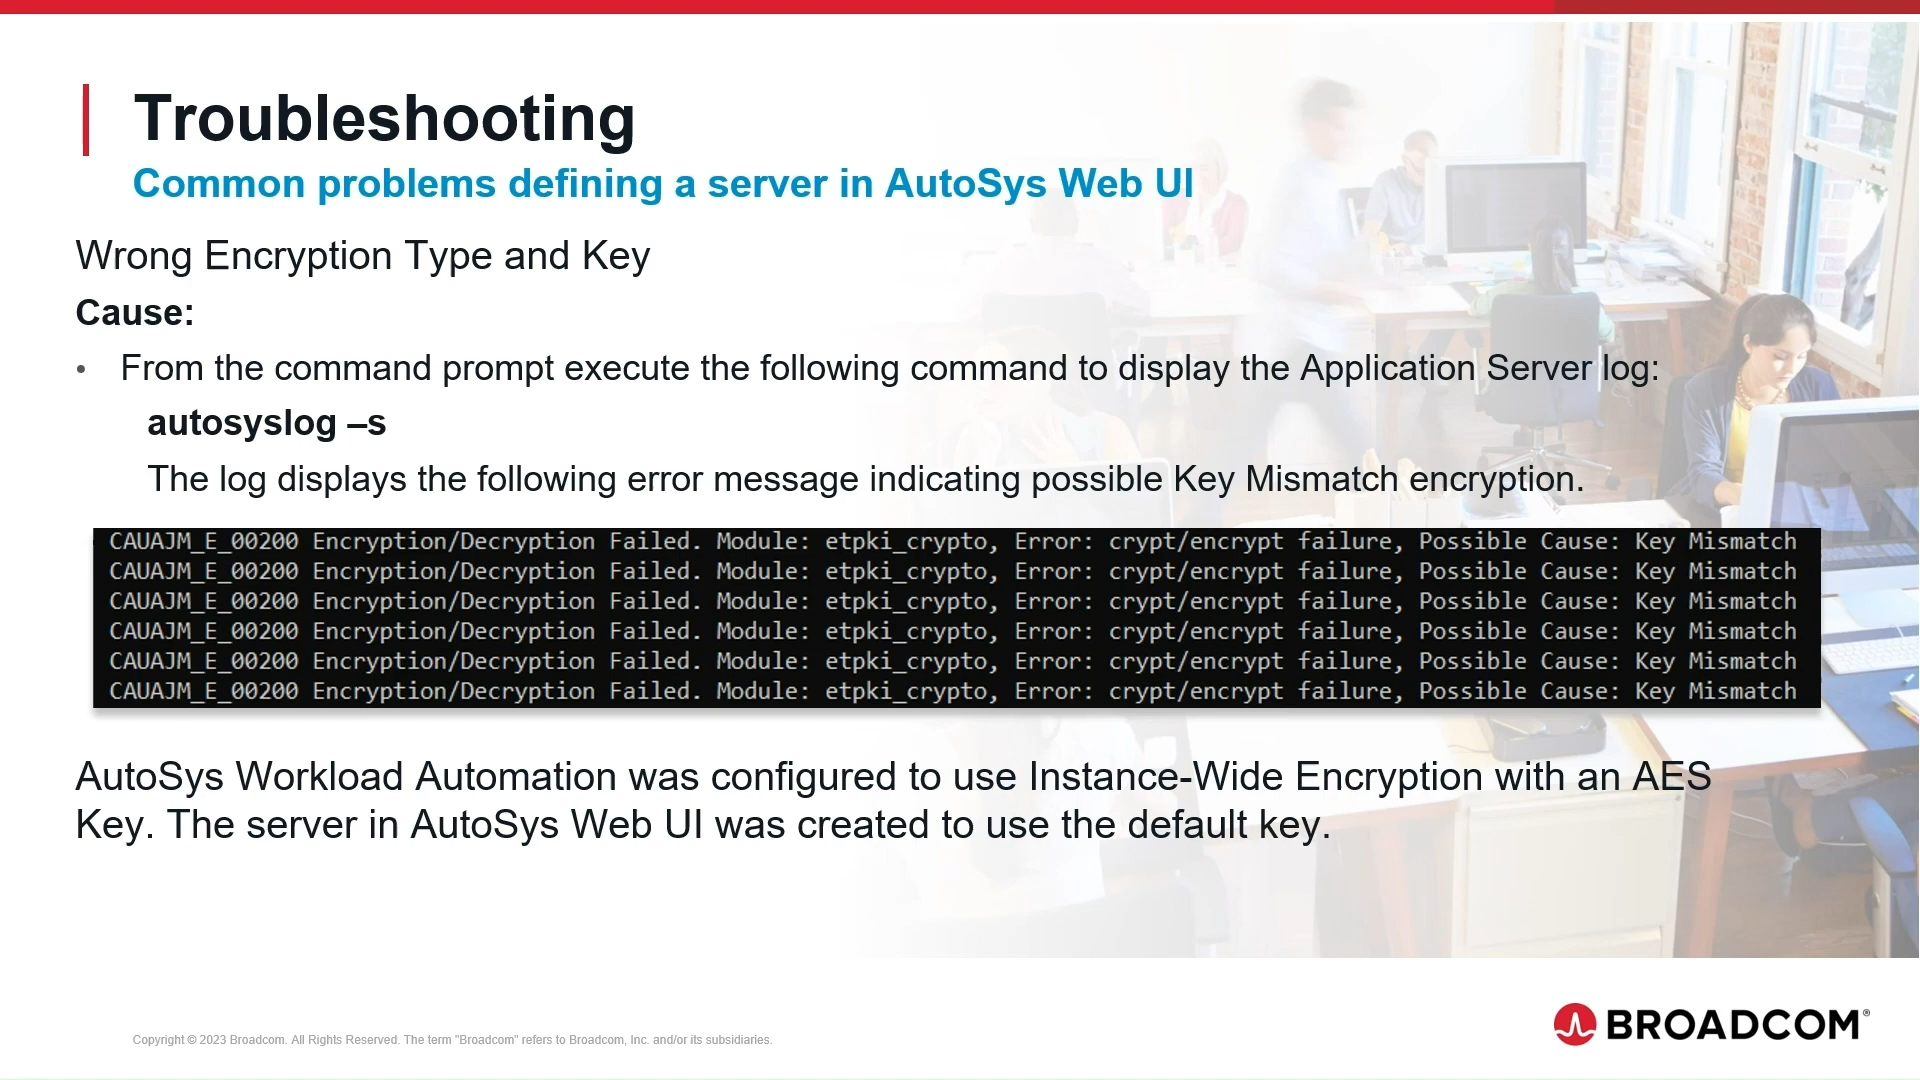 Troubleshooting
Common problems defining a server in AutoSys Web UI
Wrong Encryption Type and Key
Cause:
• From the command prompt execute the following command to display the Application Server log:
autosyslog –s
The log displays the following error message indicating possible Key Mismatch encryption.
CAUAJM_E_00200 Encryption/Decryption Failed. Module: etpki_crypto, Error: crypt/encrypt failure, Possible Cause: Key Mismatch
CAUAJM_E_00200 Encryption/Decryption Failed. Module: etpki_crypto, Error: crypt/encrypt failure, Possible Cause: Key Mismatch
CAUAJM_E_00200 Encryption/Decryption Failed. Module: etpki_crypto, Error: crypt/encrypt failure, Possible Cause: Key Mismatch
CAUAJM_E_00200 Encryption/Decryption Failed. Module: etpki_crypto, Error: crypt/encrypt failure, Possible Cause: Key Mismatch
CAUAJM_E_00200 Encryption/Decryption Failed. Module: etpki_crypto, Error: crypt/encrypt failure, Possible Cause: Key Mismatch
CAUAJM_E_00200 Encryption/Decryption Failed. Module: etpki_crypto, Error: crypt/encrypt failure, Possible Cause: Key Mismatch
AutoSys Workload Automation was configured to use Instance-Wide Encryption with an AES
Key. The server in AutoSys Web UI was created to use the default key.
Copyright © 2023 Broadcom. All Rights Reserved. The term "Broadcom" refers to Broadcom, Inc. and/or its subsidiaries.
BROADCOM®